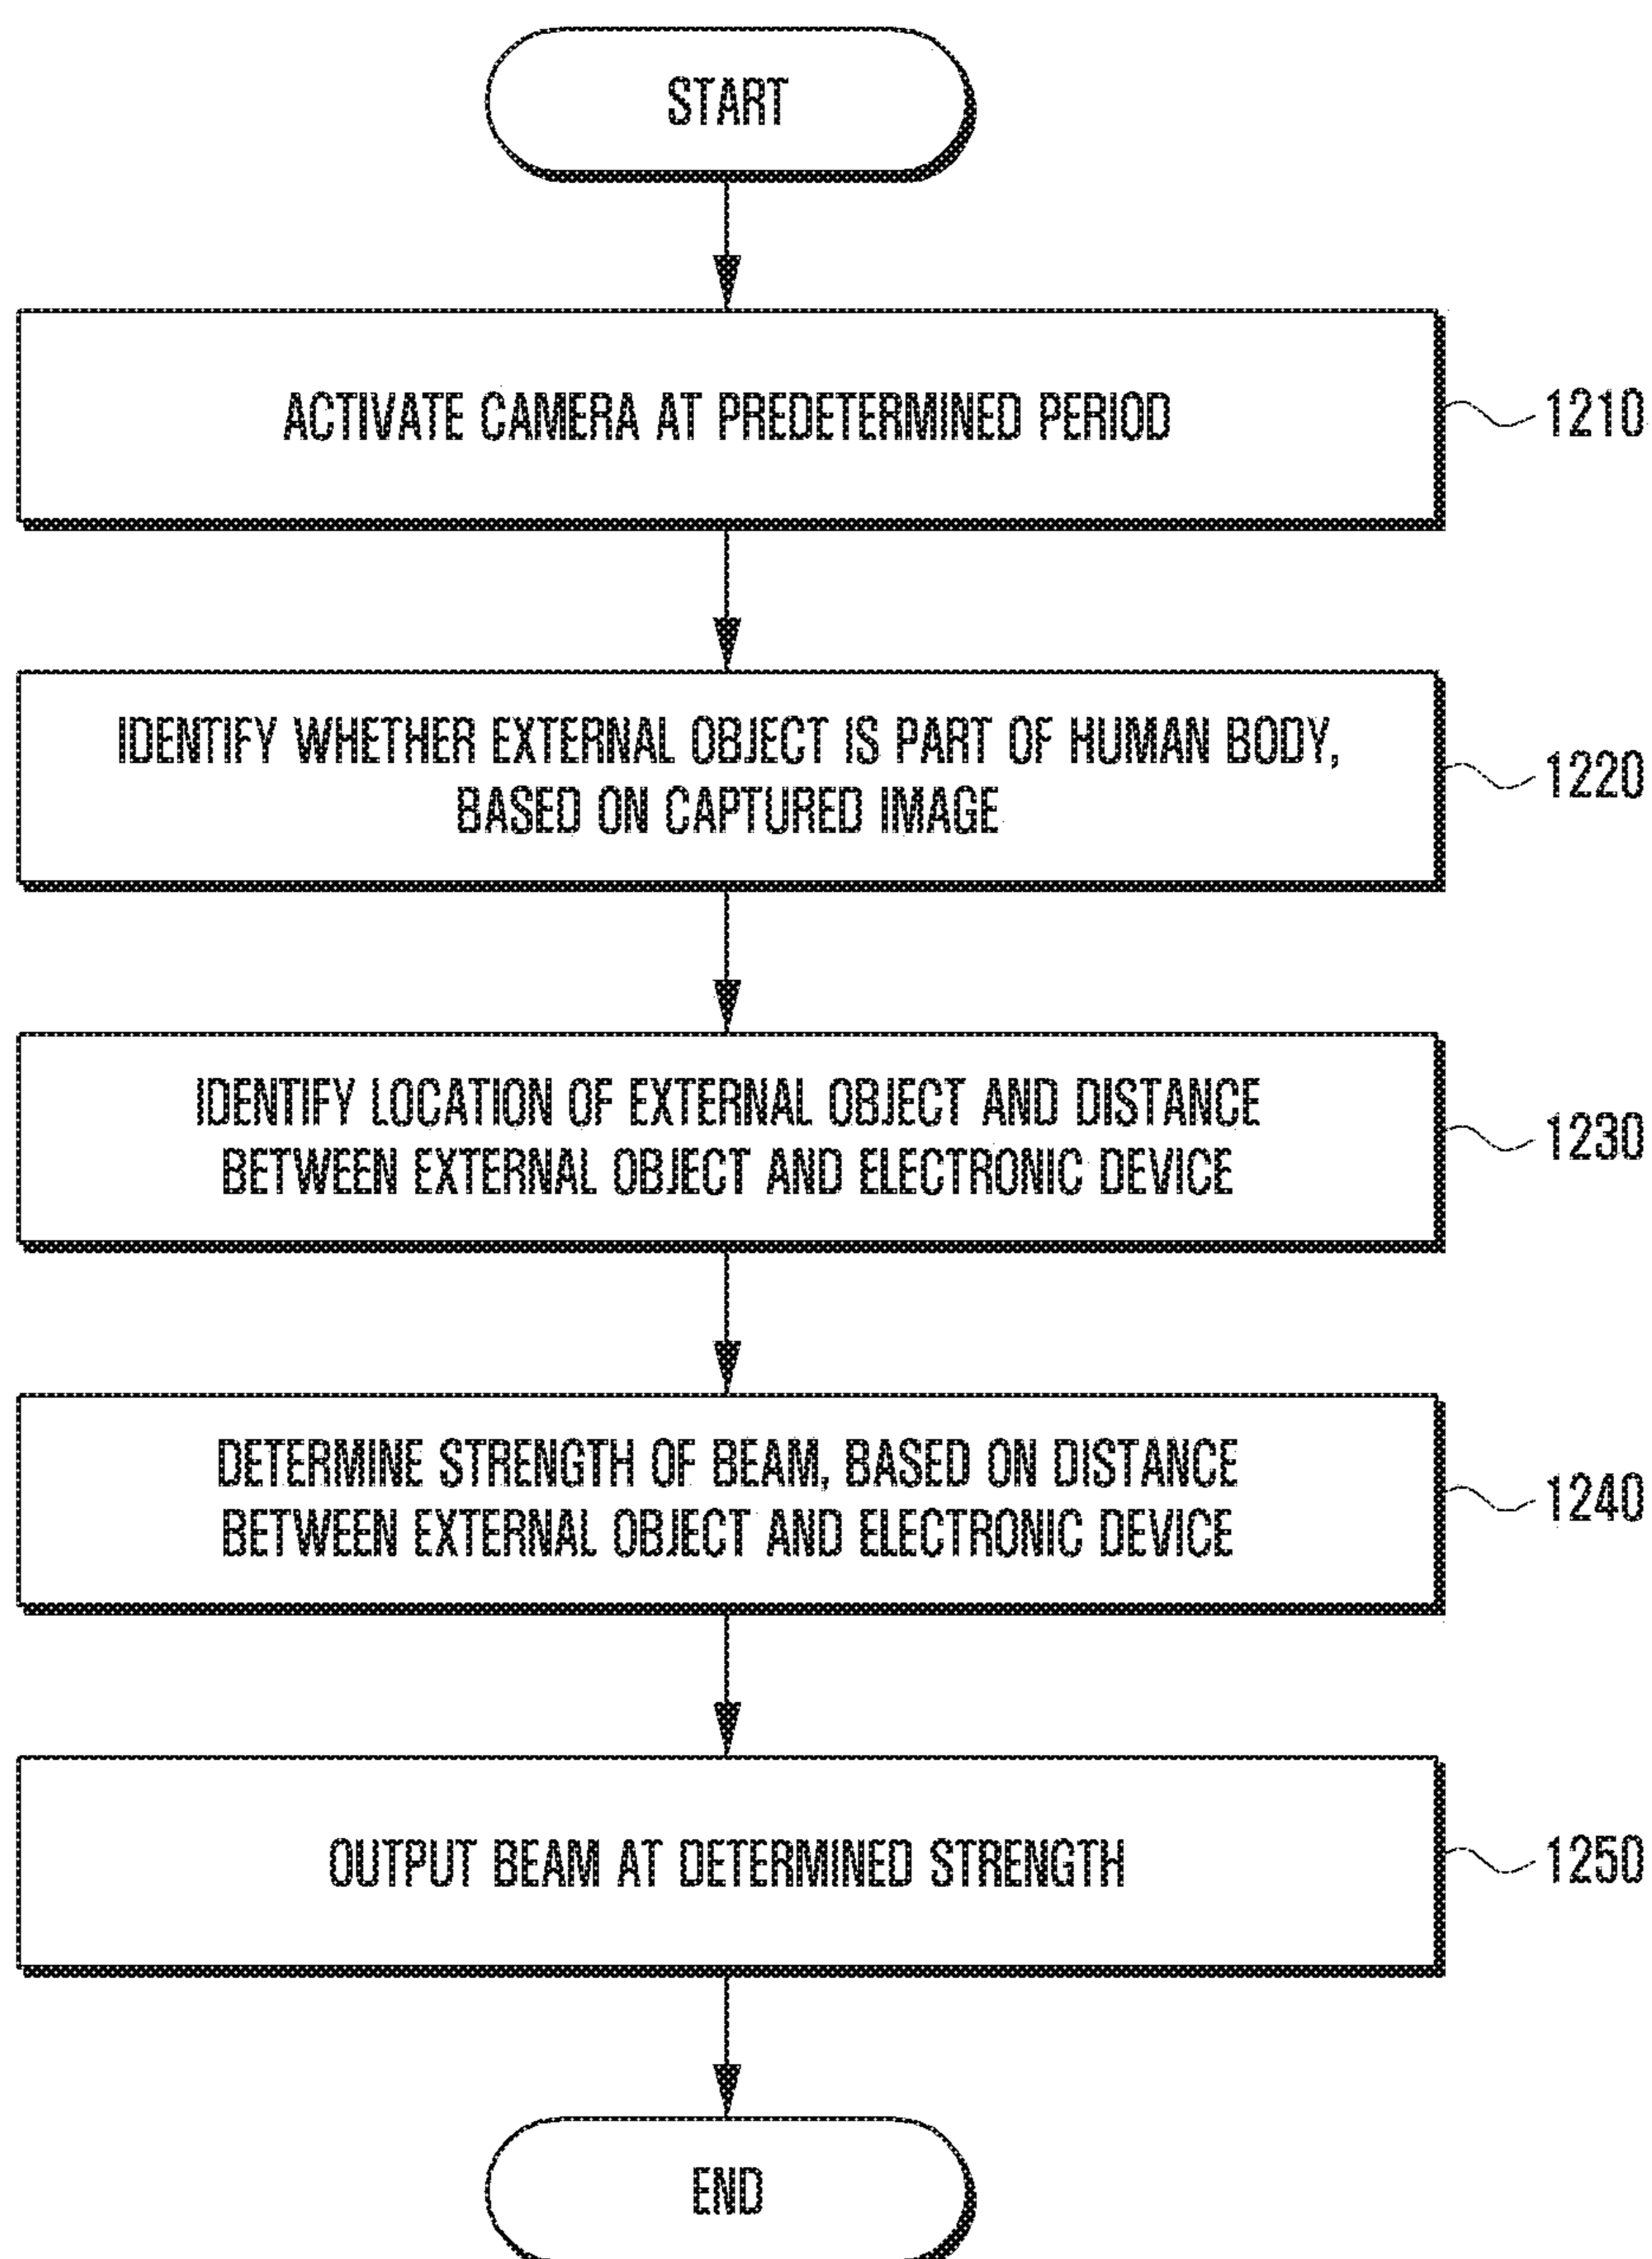 START
ACTIVATE CAMERA AT PREDETERMINED PERIOD
1210
IDENTIFY WHETHER EXTERNAL OBJECT IS PART OF HUMAN BODY,
BASED ON CAPTURED IMAGE
1220
IDENTIFY LOCATION OF EXTERNAL OBJECT AND DISTANCE
BETWEEN EXTERNAL OBJECT AND ELECTRONIC DEVICE
1230
DETERMINE STRENGTH OF BEAM, BASED ON DISTANCE
BETWEEN EXTERNAL OBJECT AND ELECTRONIC DEVICE
1240
OUTPUT BEAM AT DETERMINED STRENGTH
1250
END